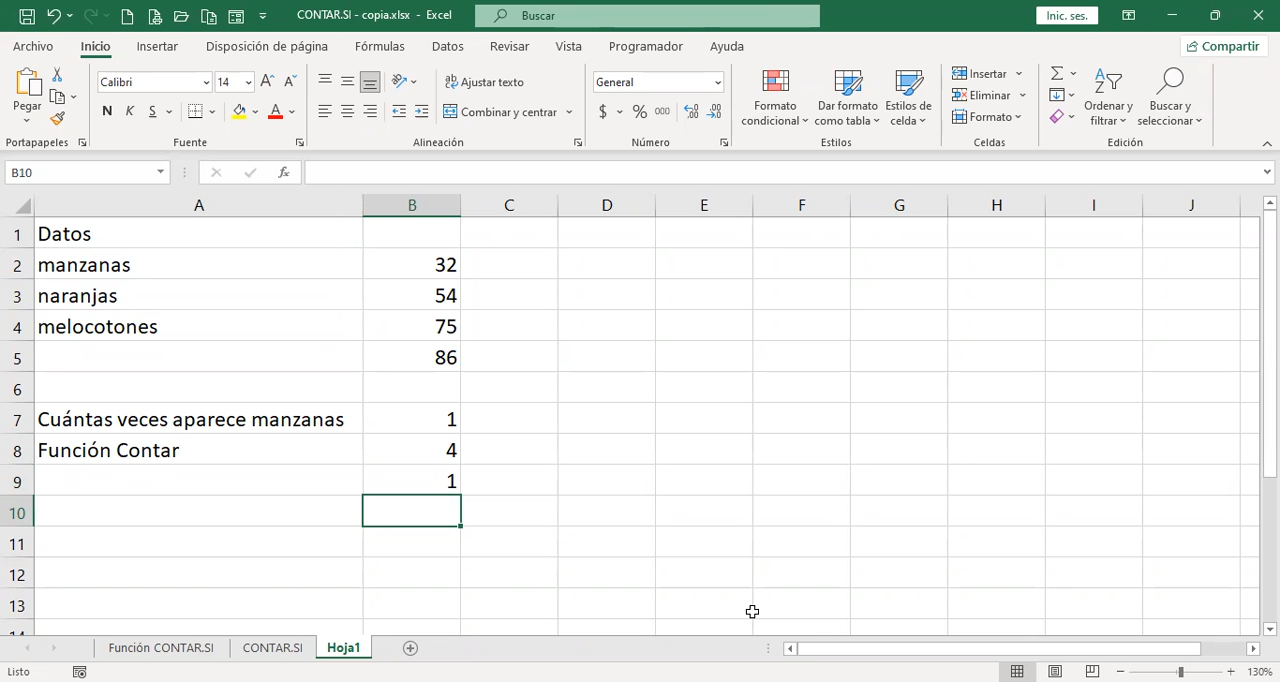 CONTAR.SI - copia.xlsx - Excel
Buscar
Inic. ses.
Archivo Inicio Insertar Disposición de página Fórmulas Datos Revisar Vista Programador Ayuda
Compartir
Pegar
Calibri 14
N K S
Ajustar texto
Combinar y centrar
General
$ % 000
Formato condicional
Dar formato como tabla
Estilos de celda
Insertar
Eliminar
Formato
Ordenar y filtrar
Buscar y seleccionar
Portapapeles Fuente Alineación Número Estilos Celdas Edición
B10
fx
A B C D E F G H I J
1 Datos
2 manzanas 32
3 naranjas 54
4 melocotones 75
5 86
6
7 Cuántas veces aparece manzanas 1
8 Función Contar 4
9 1
10
11
12
13
14
Función CONTAR.SI CONTAR.SI Hoja1
Listo
130%